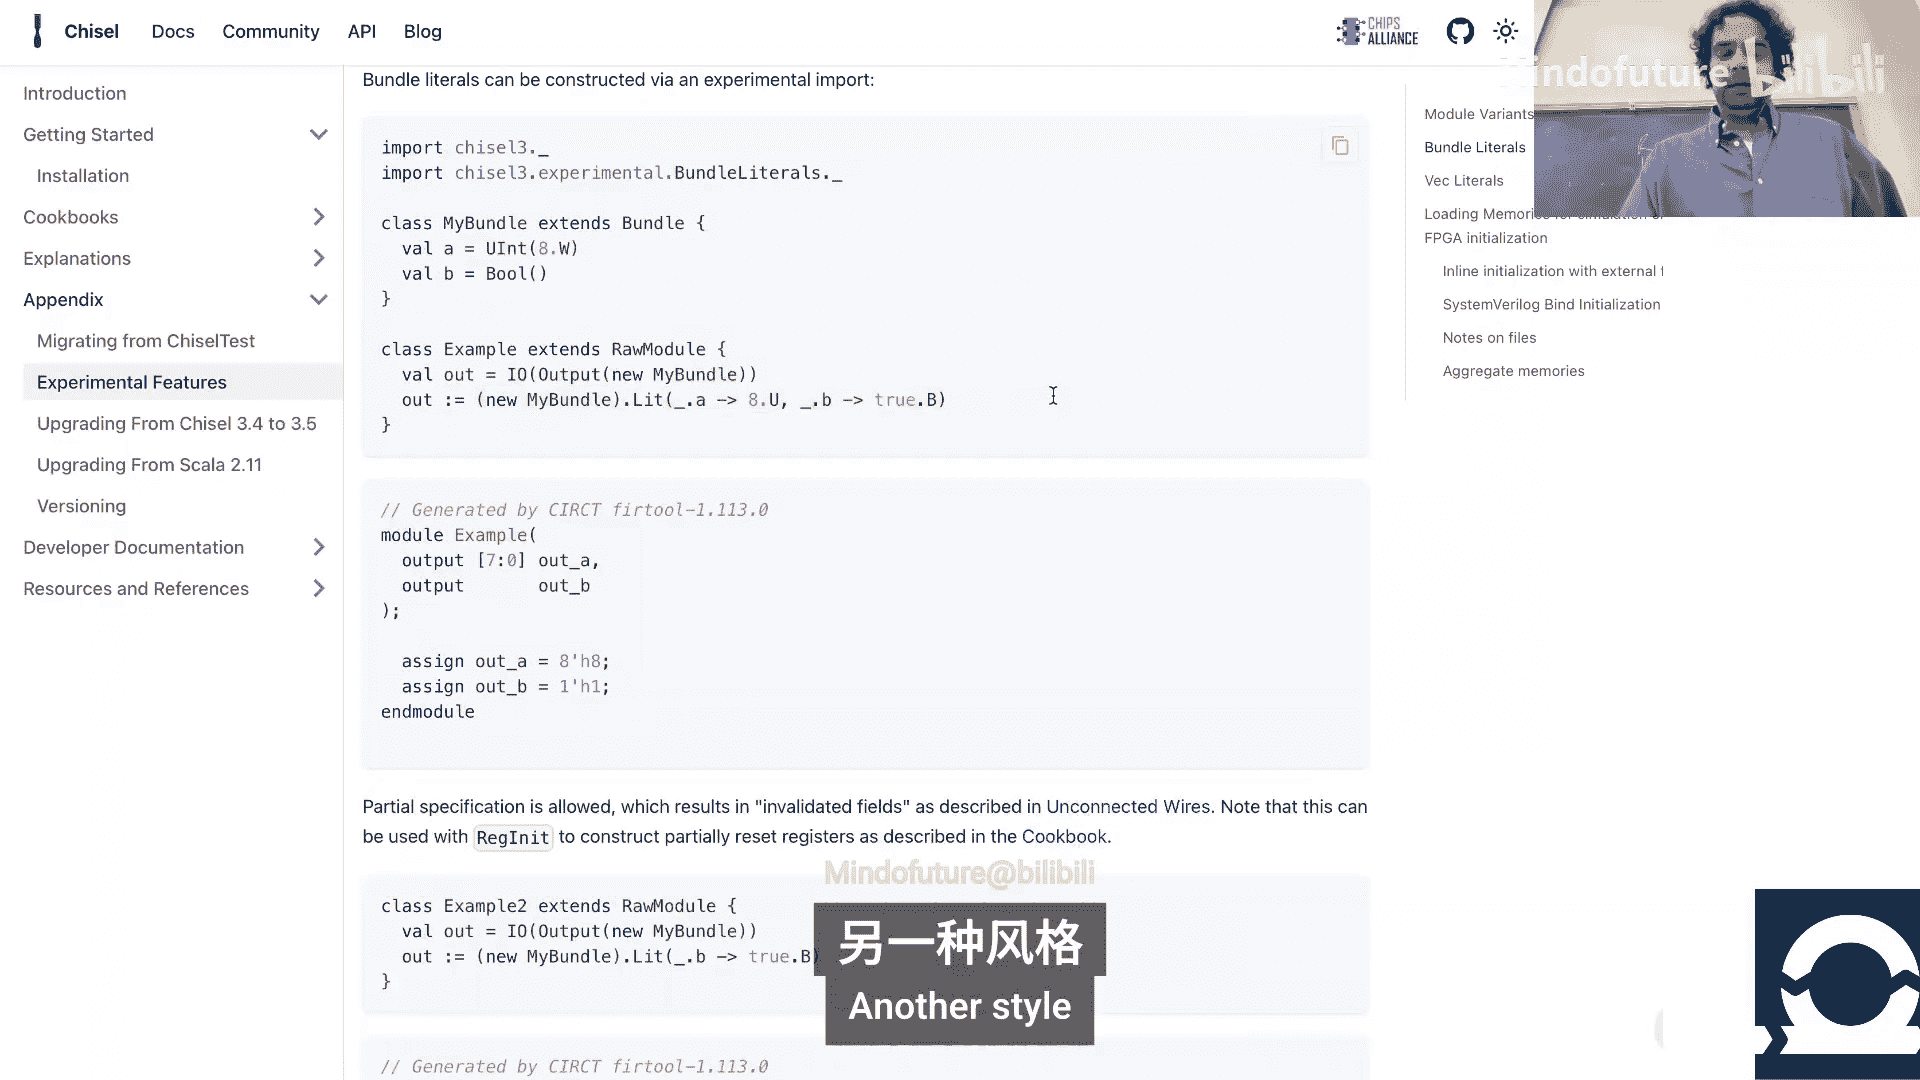 Chisel Docs Community API Blog
CHIPS
ALLIANCE
Mindofuture bilibili
Introduction
Getting Started
Installation
Cookbooks
Explanations
Appendix
Migrating from ChiselTest
Experimental Features
Upgrading From Chisel 3.4 to 3.5
Upgrading From Scala 2.11
Versioning
Developer Documentation
Resources and References
Bundle literals can be constructed via an experimental import:
import chisel3._
import chisel3.experimental.BundleLiterals._
class MyBundle extends Bundle {
  val a = UInt(8.W)
  val b = Bool()
}
class Example extends RawModule {
  val out = IO(Output(new MyBundle))
  out := (new MyBundle).Lit(_.a -> 8.U, _.b -> true.B)
}
// Generated by CIRCT firtool-1.113.0
module Example(
  output [7:0] out_a,
  output       out_b
);
  assign out_a = 8'h8;
  assign out_b = 1'h1;
endmodule
Partial specification is allowed, which results in "invalidated fields" as described in Unconnected Wires. Note that this can
be used with RegInit to construct partially reset registers as described in the Cookbook.
class Example2 extends RawModule {
  val out = IO(Output(new MyBundle))
  out := (new MyBundle).Lit(_.b -> true.B)
}
// Generated by CIRCT firtool-1.113.0
Module Variants
Bundle Literals
Vec Literals
Loading Memories for simulation
FPGA initialization
Inline initialization with external
SystemVerilog Bind Initialization
Notes on files
Aggregate memories
Mindofuture@bilibili
另一种风格
Another style